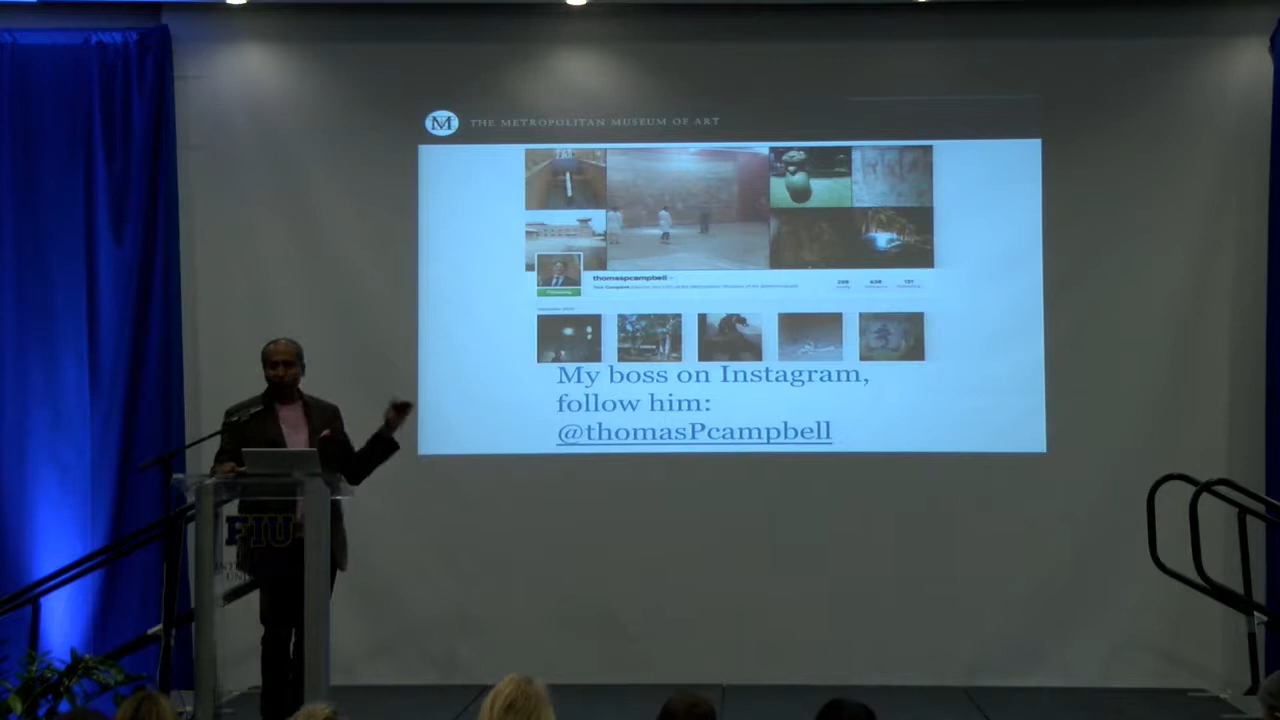 M THE METROPOLITAN MUSEUM OF ART
thomaspcampbell
My boss on Instagram,
follow him:
@thomasPcampbell
FIU